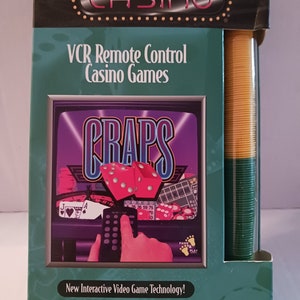 CASINO
VCR Remote Control
Casino Games
CRAPS
New Interactive Video Game Technology!